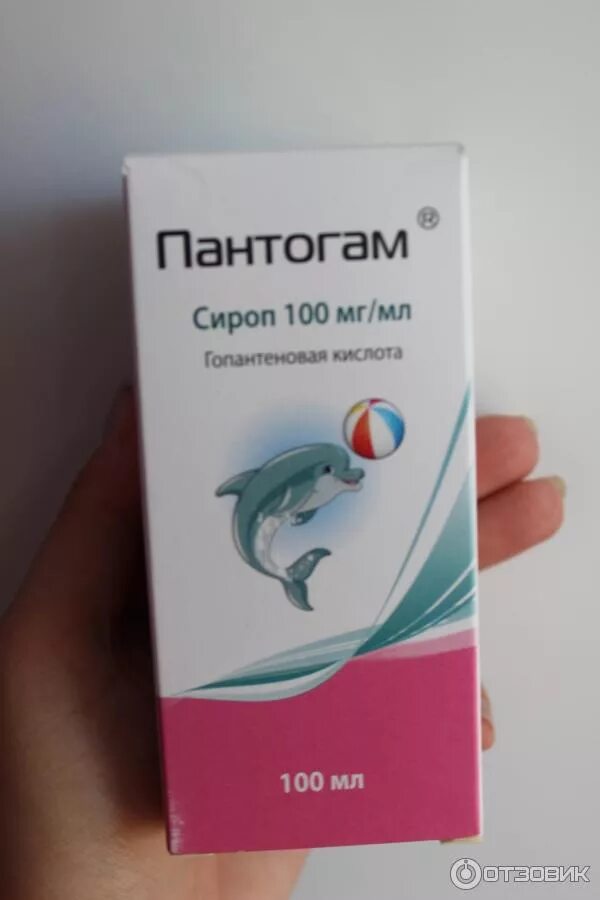 Пантогам ®
Сироп 100 мг/мл
Гопантеновая кислота
100 мл
ОТЗОВИК